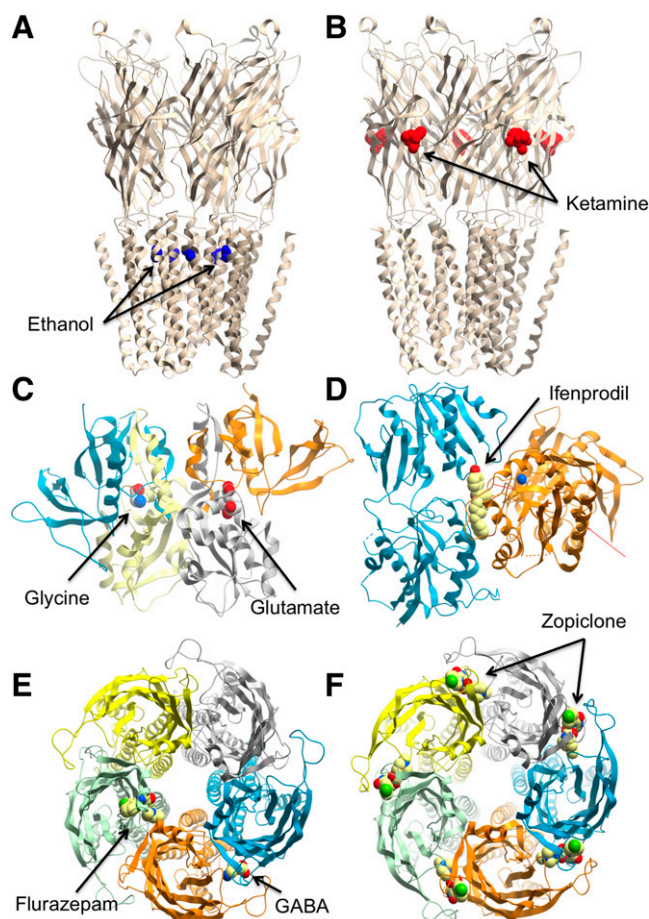 A
B
Ketamine
Ethanol
C
D
Ifenprodil
Glycine
Glutamate
Zopiclone
E
F
Flurazepam
GABA